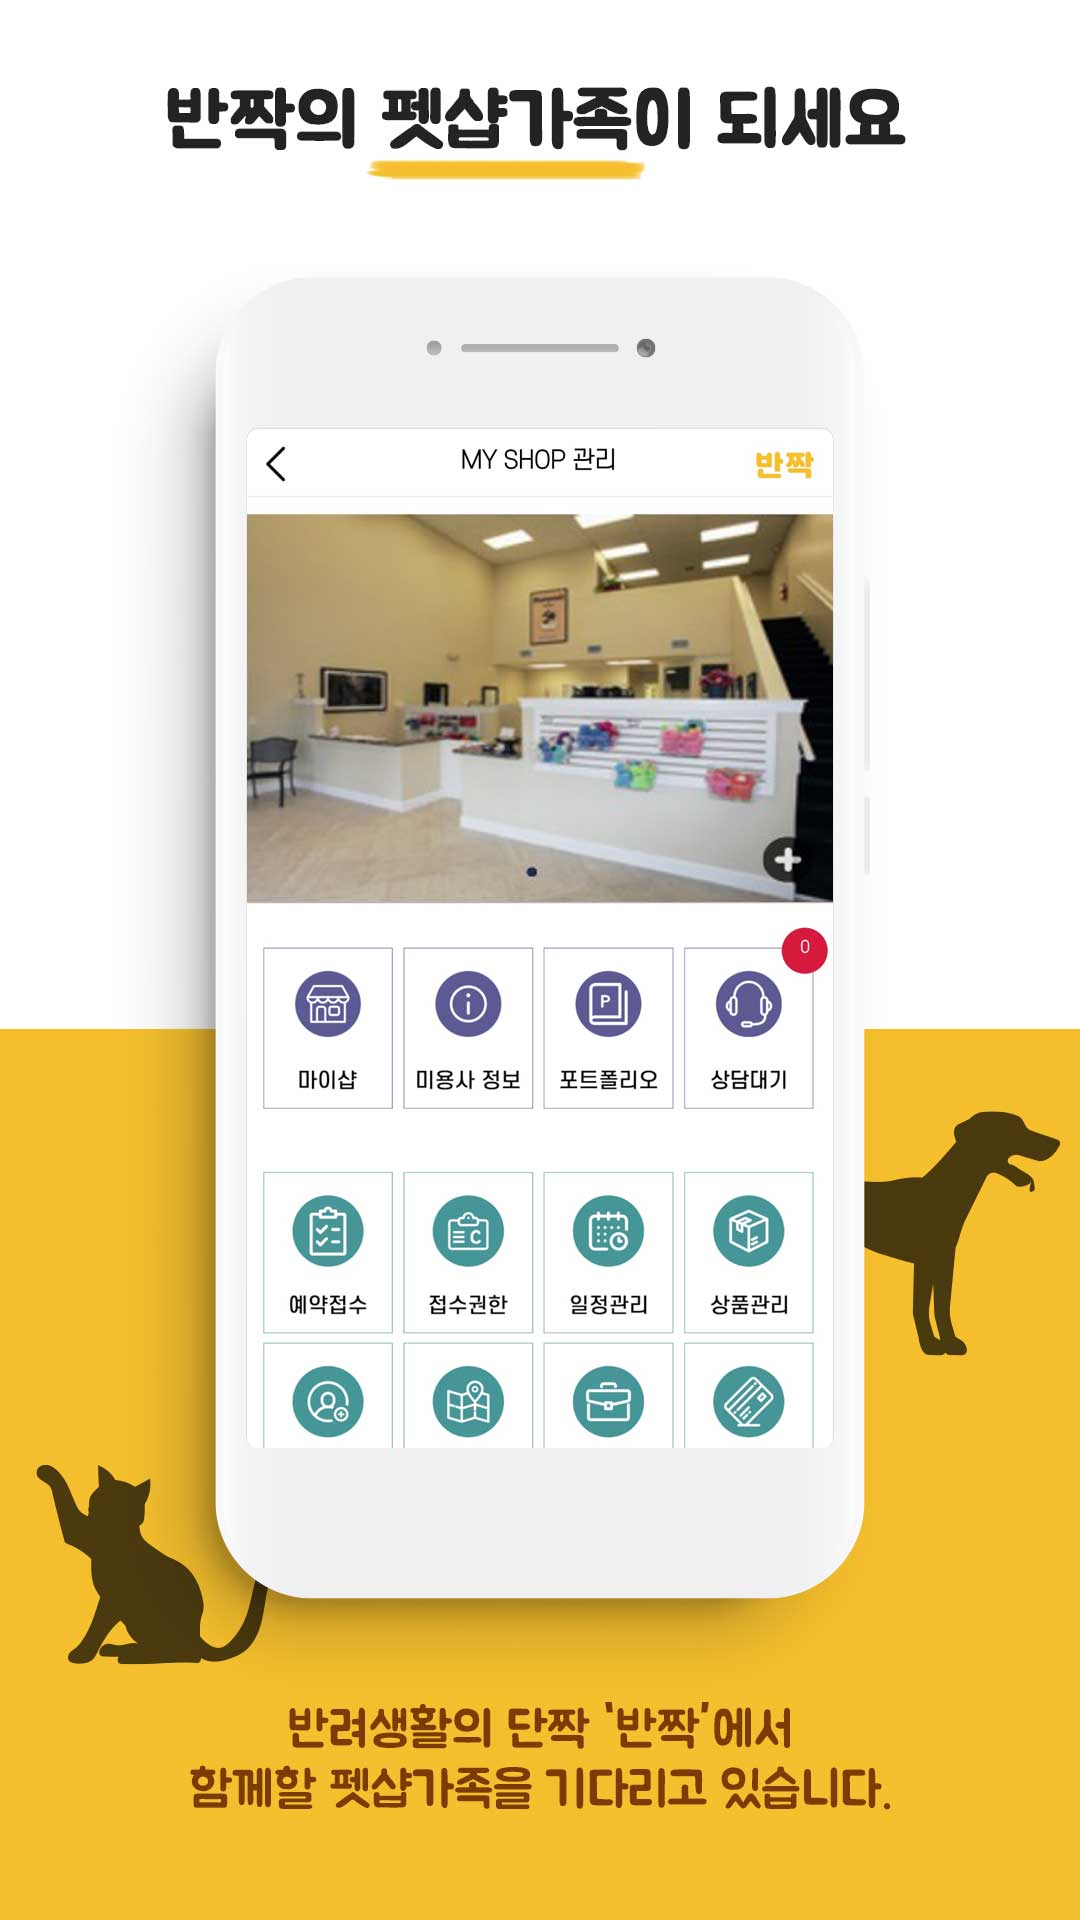 반짝의 펫샵가족이 되세요
MY SHOP 관리
반짝
0
마이샵
미용사 정보
P
포트폴리오
상담대기
예약접수
C
접수권한
일정관리
상품관리
반려생활의 단짝 '반짝'에서
함께할 펫샵가족을 기다리고 있습니다.